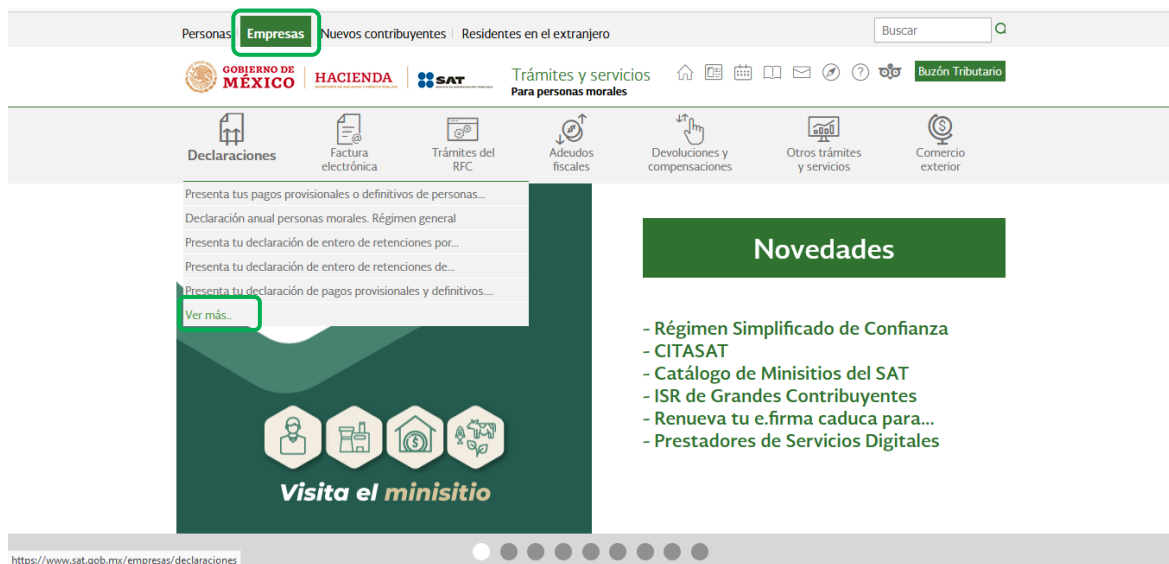 Personas Empresas Nuevos contribuyentes Residentes en el extranjero
Buscar
GOBIERNO DE
MÉXICO
HACIENDA
SAT
Trámites y servicios
Para personas morales
Buzón Tributario
Declaraciones
Factura
electrónica
Trámites del
RFC
Adeudos
fiscales
Devoluciones y
compensaciones
Otros trámites
y servicios
Comercio
exterior
Presenta tus pagos provisionales o definitivos de personas...
Declaración anual personas morales. Régimen general
Presenta tu declaración de entero de retenciones por...
Presenta tu declaración de entero de retenciones de...
Presenta tu declaración de pagos provisionales y definitivos....
Ver más..
Novedades
- Régimen Simplificado de Confianza
- CITASAT
- Catálogo de Minisitios del SAT
- ISR de Grandes Contribuyentes
- Renueva tu e.firma caduca para...
- Prestadores de Servicios Digitales
Visita el minisitio
https://www.sat.gob.mx/empresas/declaraciones